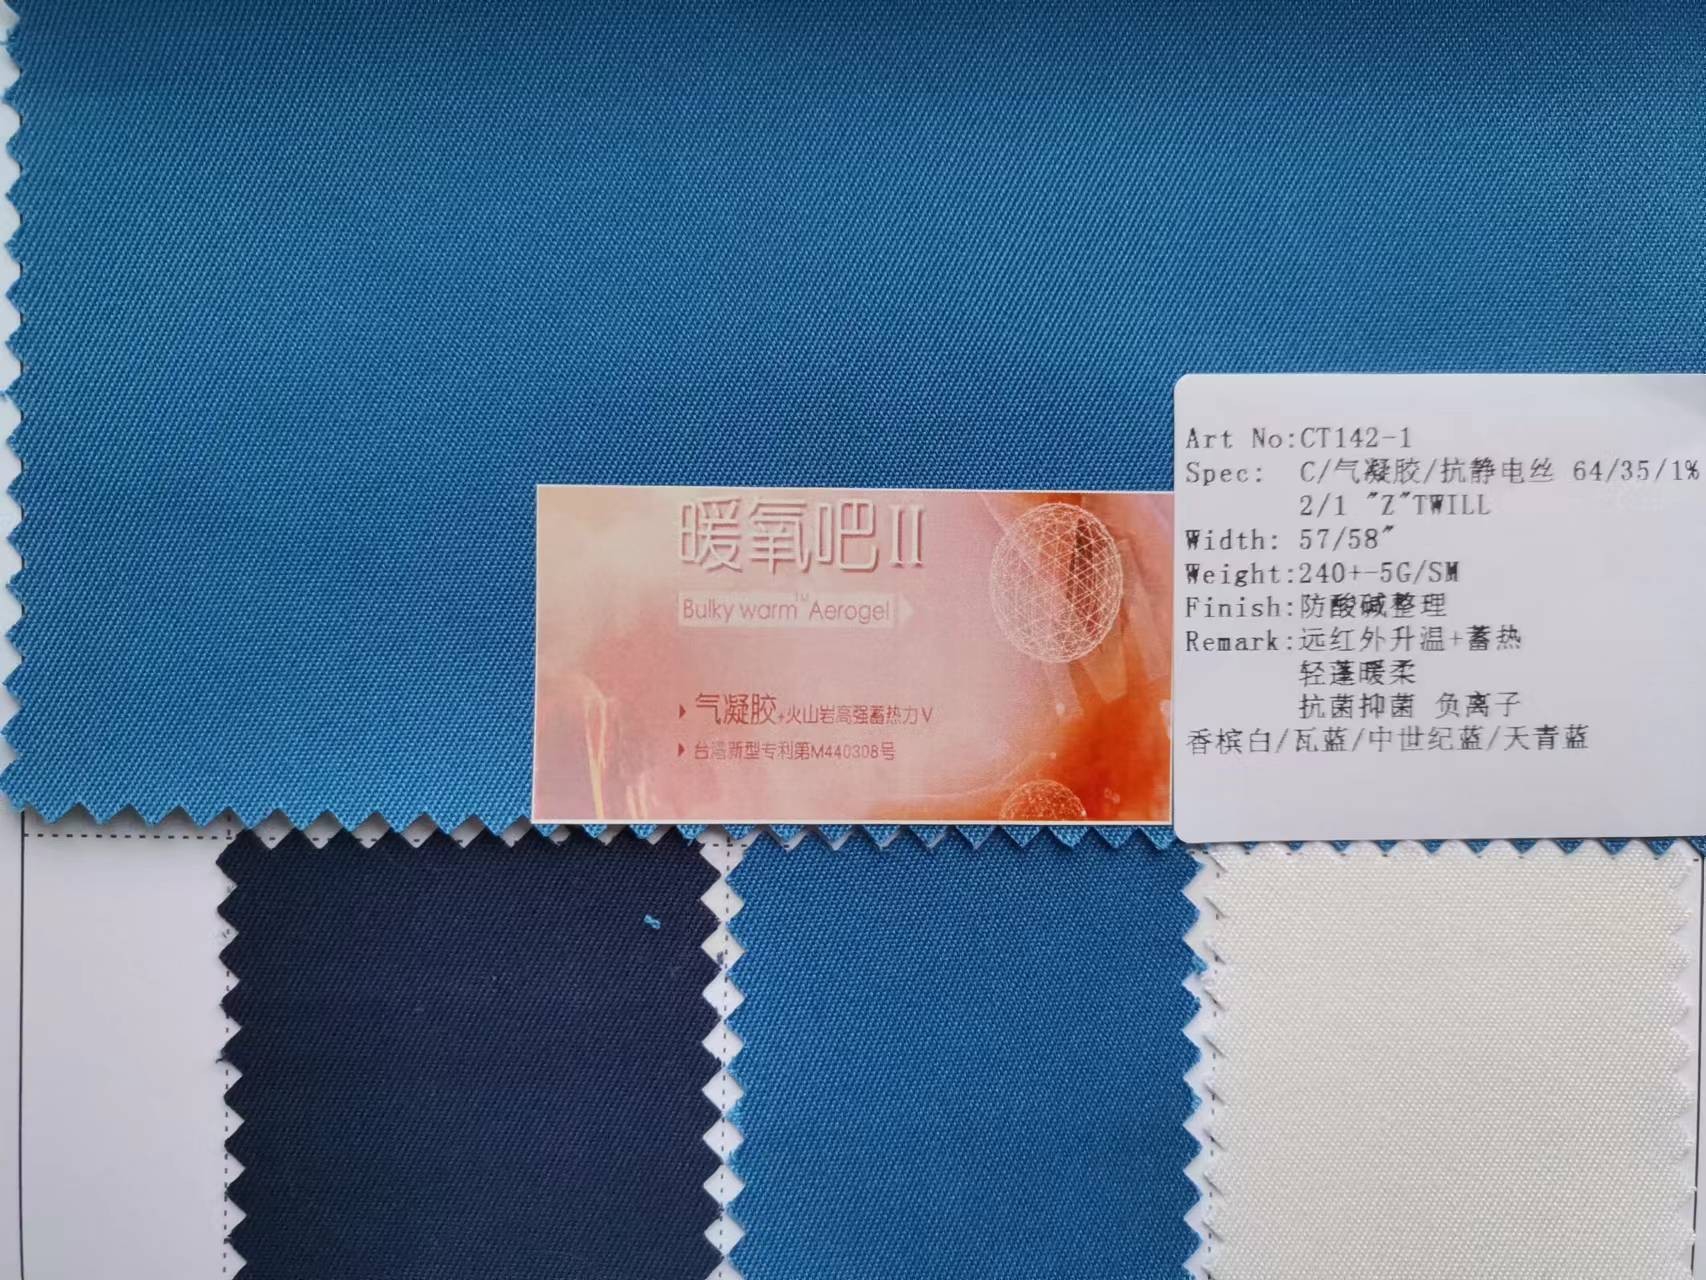 暖氧吧II
Bulky warm™ Aerogel
气凝胶+火山岩高强蓄热力V
台湾新型专利第M440308号
Art No:CT142-1
Spec: C/气凝胶/抗静电丝 64/35/1%
2/1 "Z"TWILL
Width: 57/58"
Weight:240+-5G/SM
Finish:防酸碱整理
Remark:远红外升温+蓄热
轻蓬暖柔
抗菌抑菌 负离子
香槟白/瓦蓝/中世纪蓝/天青蓝